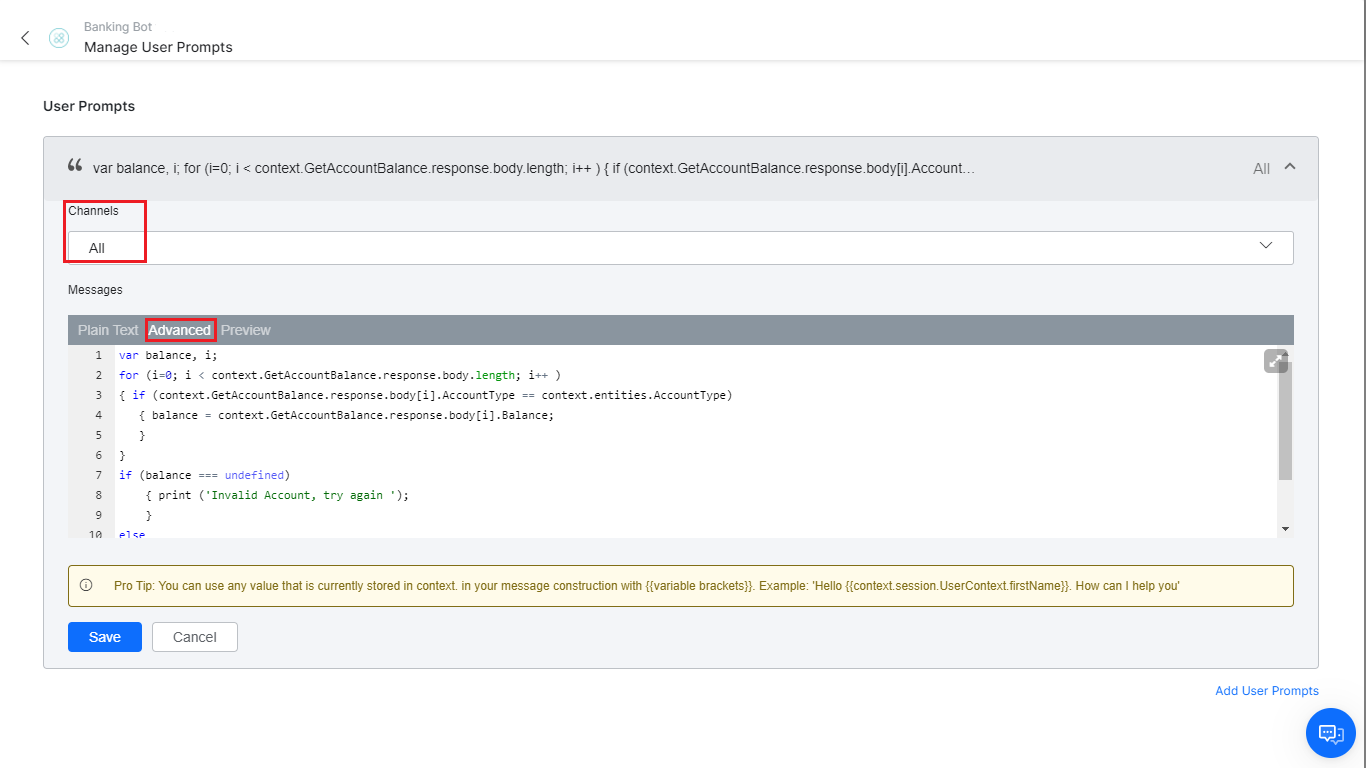 Banking Bot
Manage User Prompts
User Prompts
“ var balance, i; for (i=0; i < context.GetAccountBalance.response.body.length; i++ ) { if (context.GetAccountBalance.response.body[i].Account… All
Channels
All
Messages
Plain Text Advanced Preview
1 var balance, i;
2 for (i=0; i < context.GetAccountBalance.response.body.length; i++ )
3 { if (context.GetAccountBalance.response.body[i].AccountType == context.entities.AccountType)
4 { balance = context.GetAccountBalance.response.body[i].Balance;
5 }
6 }
7 if (balance === undefined)
8 { print ('Invalid Account, try again ');
9 }
10 else
Pro Tip: You can use any value that is currently stored in context. in your message construction with {{variable brackets}}. Example: 'Hello {{context.session.UserContext.firstName}}. How can I help you'
Save Cancel
Add User Prompts